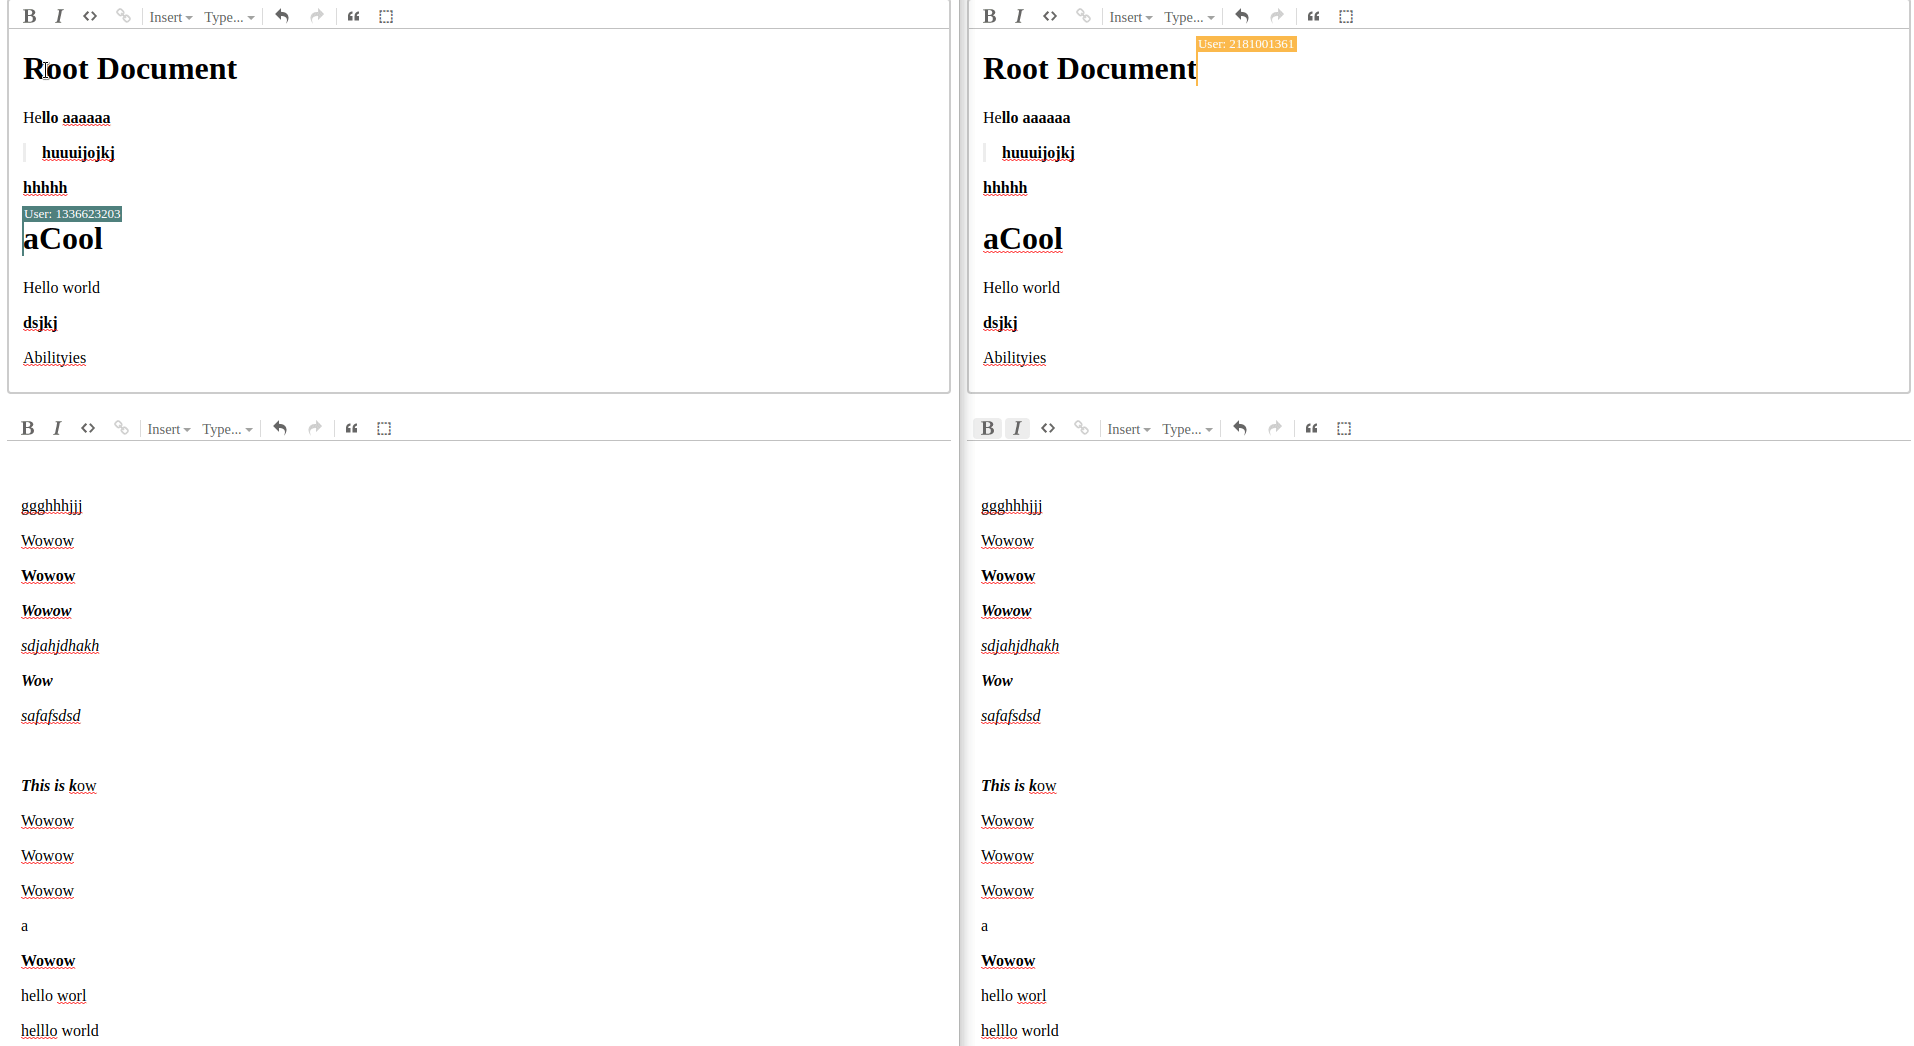 B I <> Insert Type...
Root Document
Hello aaaaaa
huuuijojkj
hhhhh
User: 1336623203
aCool
Hello world
dsjkj
Abilityies
B I <> Insert Type...
ggghhhjjj
Wowow
Wowow
Wowow
sdjahjdhakh
Wow
safafsdsd
This is kow
Wowow
Wowow
Wowow
a
Wowow
hello worl
helllo world
B I <> Insert Type...
User: 2181001361
Root Document
Hello aaaaaa
huuuijojkj
hhhhh
aCool
Hello world
dsjkj
Abilityies
B I <> Insert Type...
ggghhhjjj
Wowow
Wowow
Wowow
sdjahjdhakh
Wow
safafsdsd
This is kow
Wowow
Wowow
Wowow
a
Wowow
hello worl
helllo world